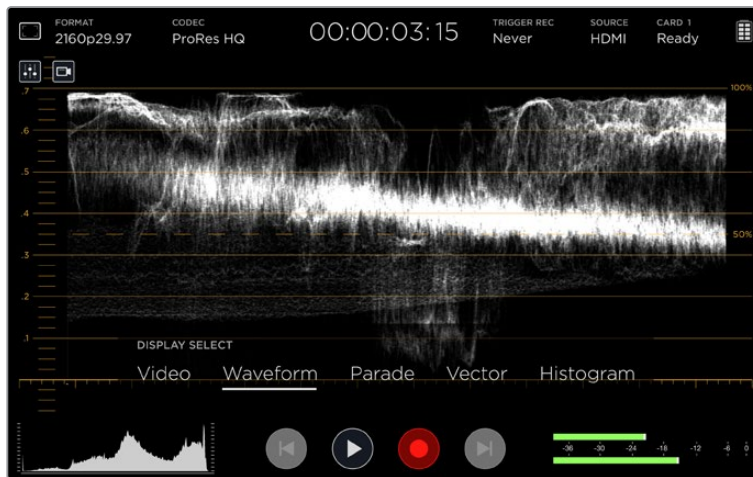 FORMAT
2160p29.97
CODEC
ProRes HQ
00:00:03:15
TRIGGER REC
Never
SOURCE
HDMI
CARD 1
Ready
.7
100%
.6
.5
.4
50%
.3
.2
.1
DISPLAY SELECT
Video Waveform Parade Vector Histogram
-36 -30 -24 -18 -12 -6 0